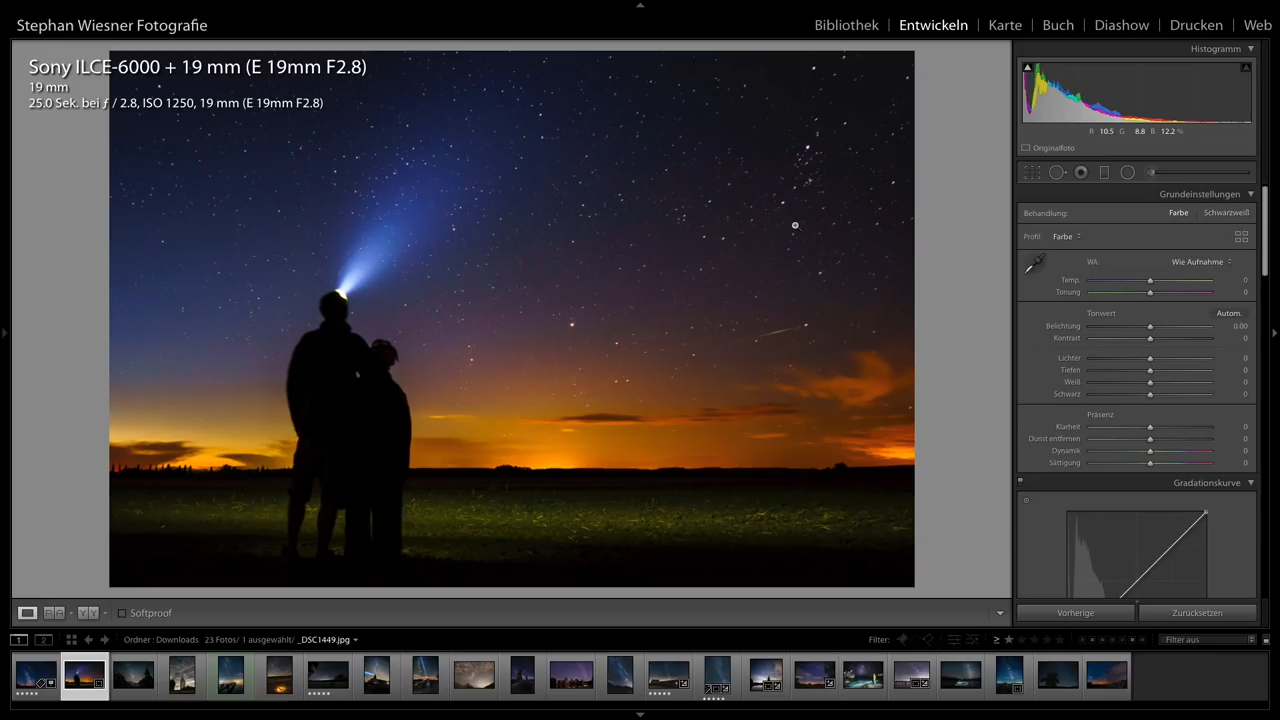 Stephan Wiesner Fotografie
Bibliothek | Entwickeln | Karte | Buch | Diashow | Drucken | Web
Sony ILCE-6000 + 19 mm (E 19mm F2.8)
19 mm
25.0 Sek. bei ƒ / 2.8, ISO 1250, 19 mm (E 19mm F2.8)
Histogramm
R 10.5 G 8.8 B 12.2 %
Originalfoto
Grundeinstellungen
Behandlung: Farbe | Schwarzweiß
Profil Farbe
WA: Wie Aufnahme
Temp. 0
Tonung 0
Tonwert Autom.
Belichtung 0.00
Kontrast 0
Lichter 0
Tiefen 0
Weiß 0
Schwarz 0
Präsenz
Klarheit 0
Dunst entfernen 0
Dynamik 0
Sättigung 0
Gradationskurve
Softproof
Vorherige
Zurücksetzen
1 2 Ordner : Downloads 23 Fotos/ 1 ausgewählt/ _DSC1449.jpg Filter: ≥ Filter aus